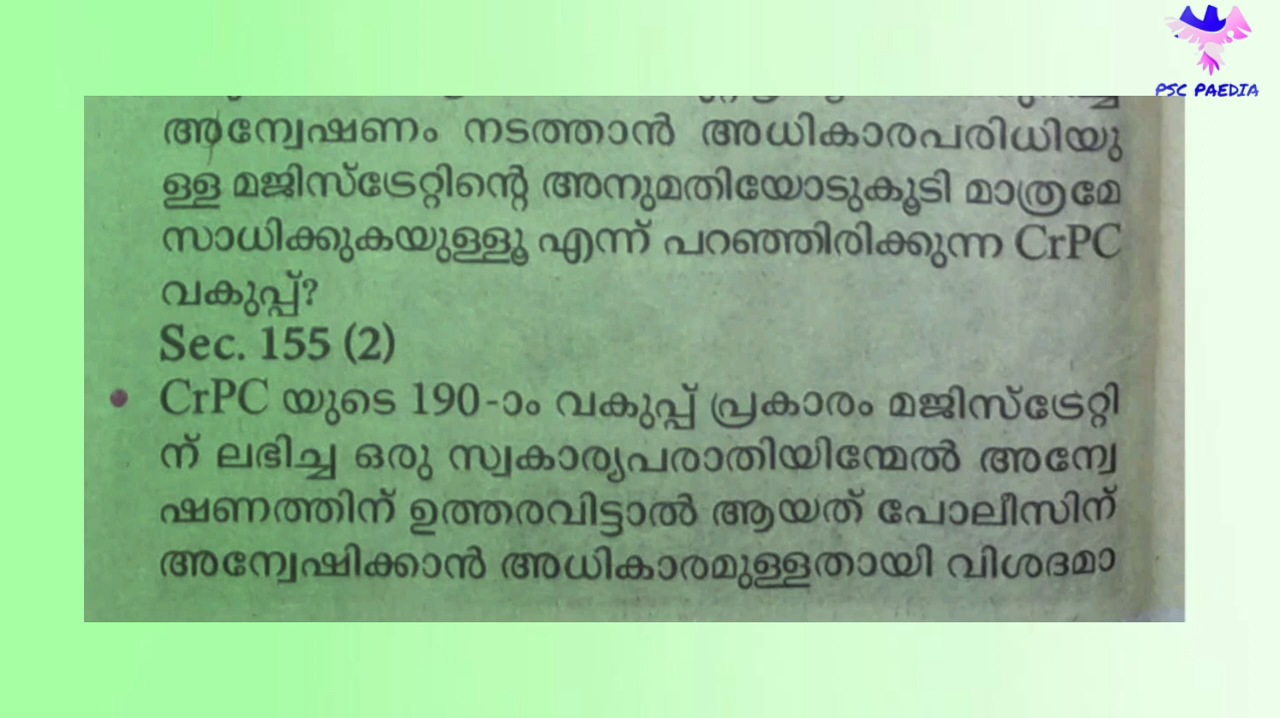 PSC PAEDIA
അന്വേഷണം നടത്താൻ അധികാരപരിധിയു
ള്ള മജിസ്ട്രേറ്റിന്റെ അനുമതിയോടുകൂടി മാത്രമേ
സാധിക്കുകയുള്ളൂ എന്ന് പറഞ്ഞിരിക്കുന്ന CrPC
വകുപ്പ്?
Sec. 155 (2)
• CrPC യുടെ 190-ാം വകുപ്പ് പ്രകാരം മജിസ്ട്രേറ്റി
ന് ലഭിച്ച ഒരു സ്വകാര്യപരാതിയിന്മേൽ അന്വേ
ഷണത്തിന് ഉത്തരവിട്ടാൽ ആയത് പോലീസിന്
അന്വേഷിക്കാൻ അധികാരമുള്ളതായി വിശദമാ